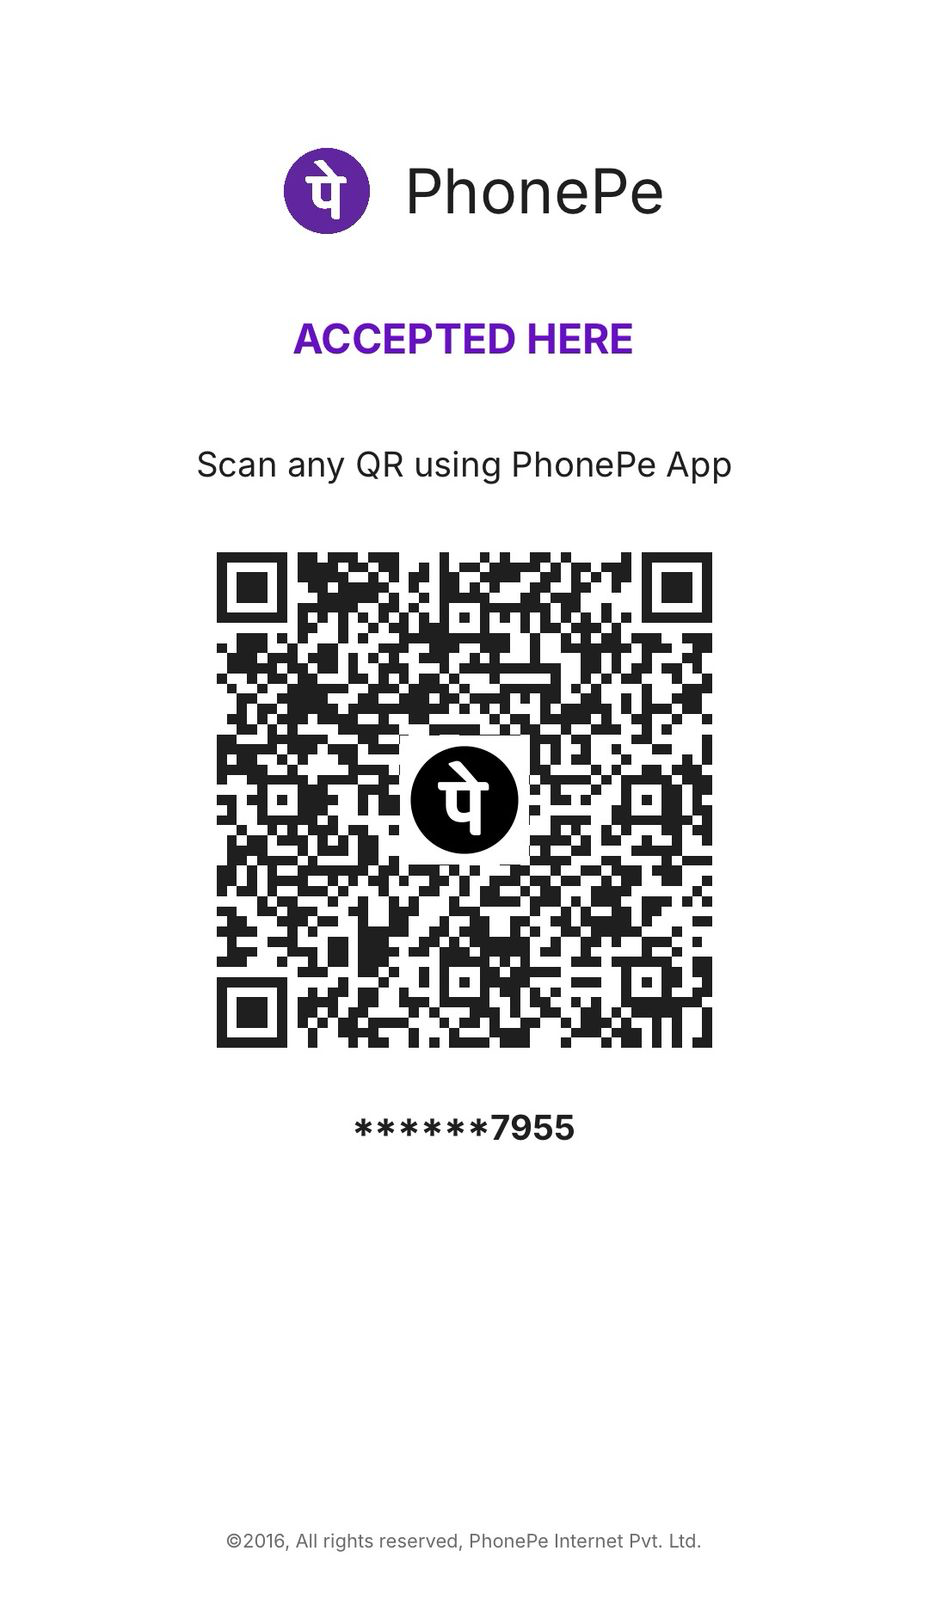 पे PhonePe
ACCEPTED HERE
Scan any QR using PhonePe App
पे
******7955
©2016, All rights reserved, PhonePe Internet Pvt. Ltd.